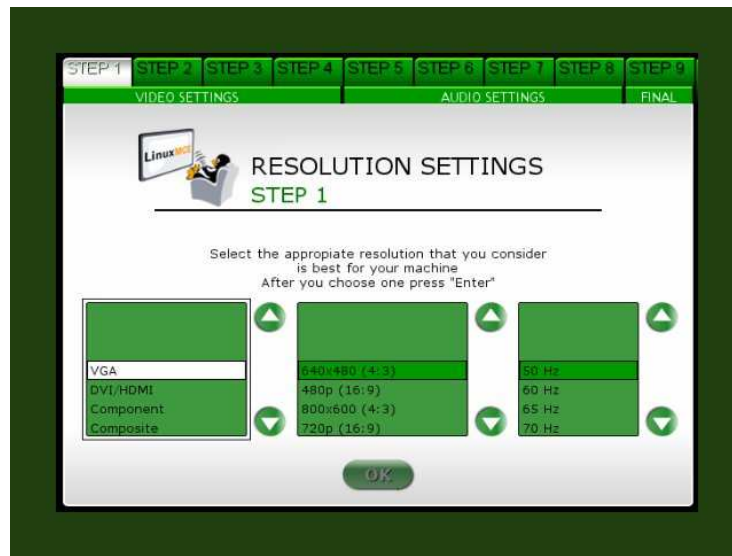 STEP 1 STEP 2 STEP 3 STEP 4 STEP 5 STEP 6 STEP 7 STEP 8 STEP 9
VIDEO SETTINGS AUDIO SETTINGS FINAL
LinuxMCE
RESOLUTION SETTINGS
STEP 1
Select the appropiate resolution that you consider
is best for your machine
After you choose one press "Enter"
VGA 640x480 (4:3) 50 Hz
DVI/HDMI 480p (16:9) 60 Hz
Component 800x600 (4:3) 65 Hz
Composite 720p (16:9) 70 Hz
OK